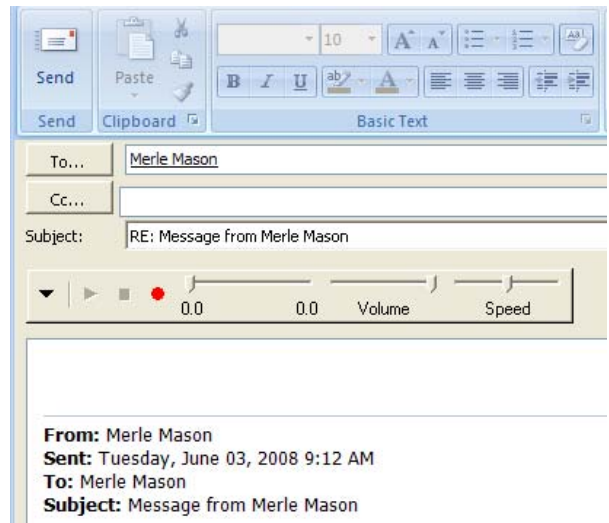 10 A A Aa
Send Paste B I U ab A
Send Clipboard Basic Text
To... Merle Mason
Cc...
Subject: RE: Message from Merle Mason
0.0 0.0 Volume Speed
From: Merle Mason
Sent: Tuesday, June 03, 2008 9:12 AM
To: Merle Mason
Subject: Message from Merle Mason